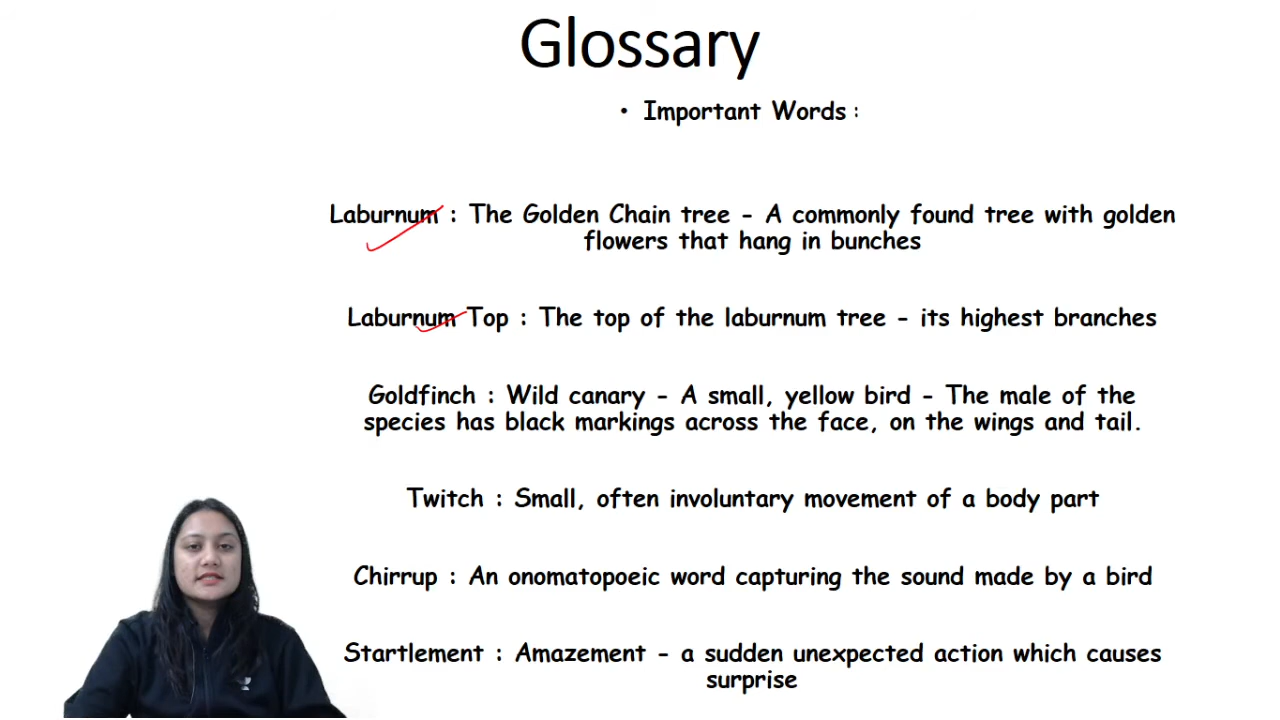 Glossary
• Important Words :
Laburnum : The Golden Chain tree - A commonly found tree with golden
flowers that hang in bunches
Laburnum Top : The top of the laburnum tree - its highest branches
Goldfinch : Wild canary - A small, yellow bird - The male of the
species has black markings across the face, on the wings and tail.
Twitch : Small, often involuntary movement of a body part
Chirrup : An onomatopoeic word capturing the sound made by a bird
Startlement : Amazement - a sudden unexpected action which causes
surprise